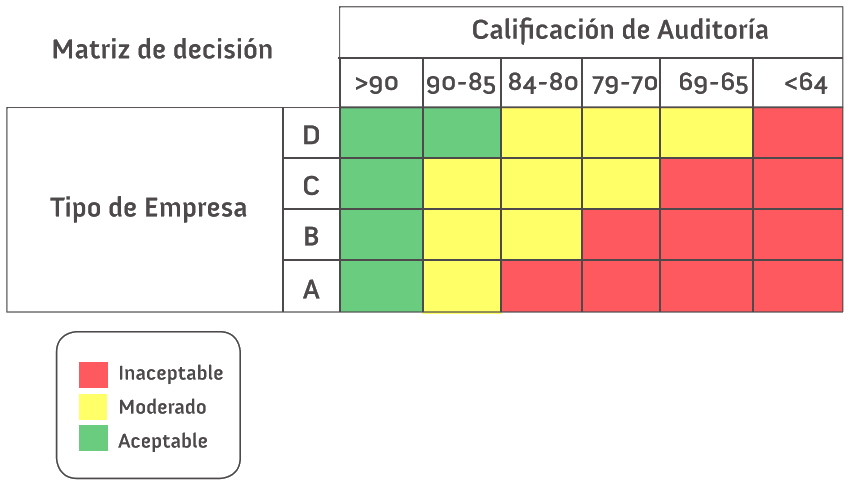 Calificación de Auditoría
Matriz de decisión
>90 90-85 84-80 79-70 69-65 <64
D
C
Tipo de Empresa
B
A
Inaceptable
Moderado
Aceptable